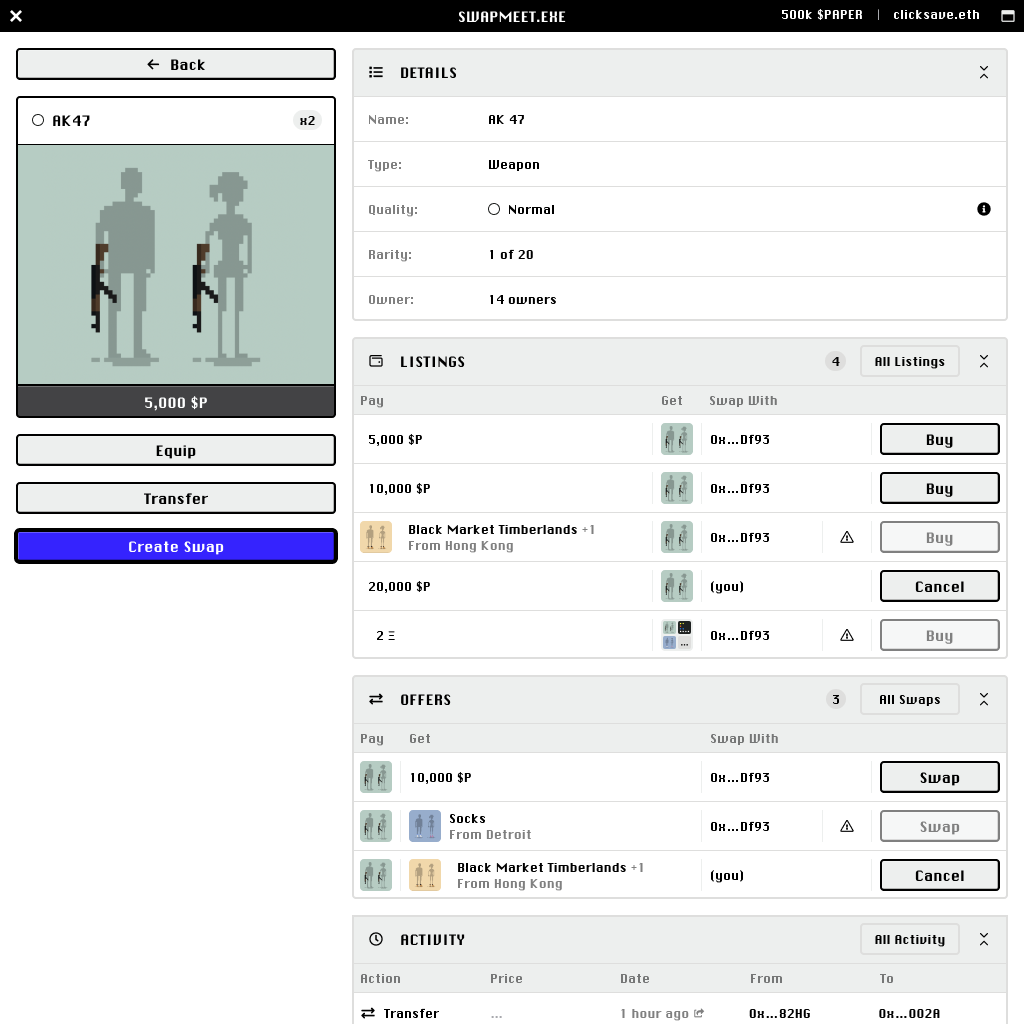 SWAPMEET.EXE
500k $PAPER | clicksave.eth
Back
AK47
x2
5,000 $P
Equip
Transfer
Create Swap
DETAILS
Name: AK 47
Type: Weapon
Quality: Normal
Rarity: 1 of 20
Owner: 14 owners
LISTINGS 4 All Listings
Pay Get Swap With
5,000 $P 0x...Df93 Buy
10,000 $P 0x...Df93 Buy
Black Market Timberlands +1
From Hong Kong
0x...Df93 Buy
20,000 $P (you) Cancel
2 Ξ ... 0x...Df93 Buy
OFFERS 3 All Swaps
Pay Get Swap With
10,000 $P 0x...Df93 Swap
Socks
From Detroit
0x...Df93 Swap
Black Market Timberlands +1
From Hong Kong
(you) Cancel
ACTIVITY All Activity
Action Price Date From To
Transfer ... 1 hour ago 0x...82HG 0x...002A